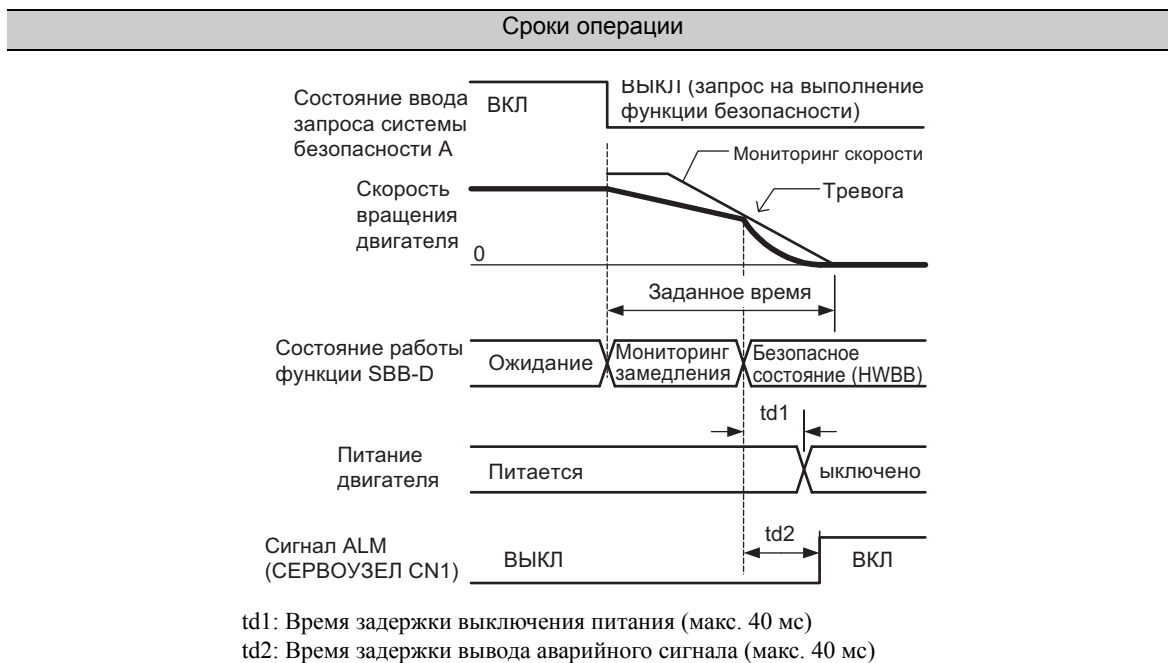 Сроки операции
Состояние ввода
запроса системы
безопасности A
ВКЛ
ВЫКЛ (запрос на выполнение
функции безопасности)
Мониторинг скорости
Тревога
Скорость
вращения
двигателя
0
Заданное время
Состояние работы
функции SBB-D
Ожидание
Мониторинг
замедления
Безопасное
состояние (HWBB)
td1
Питание
двигателя
Питается
ыключено
td2
Сигнал ALM
(СЕРВОУЗЕЛ CN1)
ВЫКЛ
ВКЛ
td1: Время задержки выключения питания (макс. 40 мс)
td2: Время задержки вывода аварийного сигнала (макс. 40 мс)